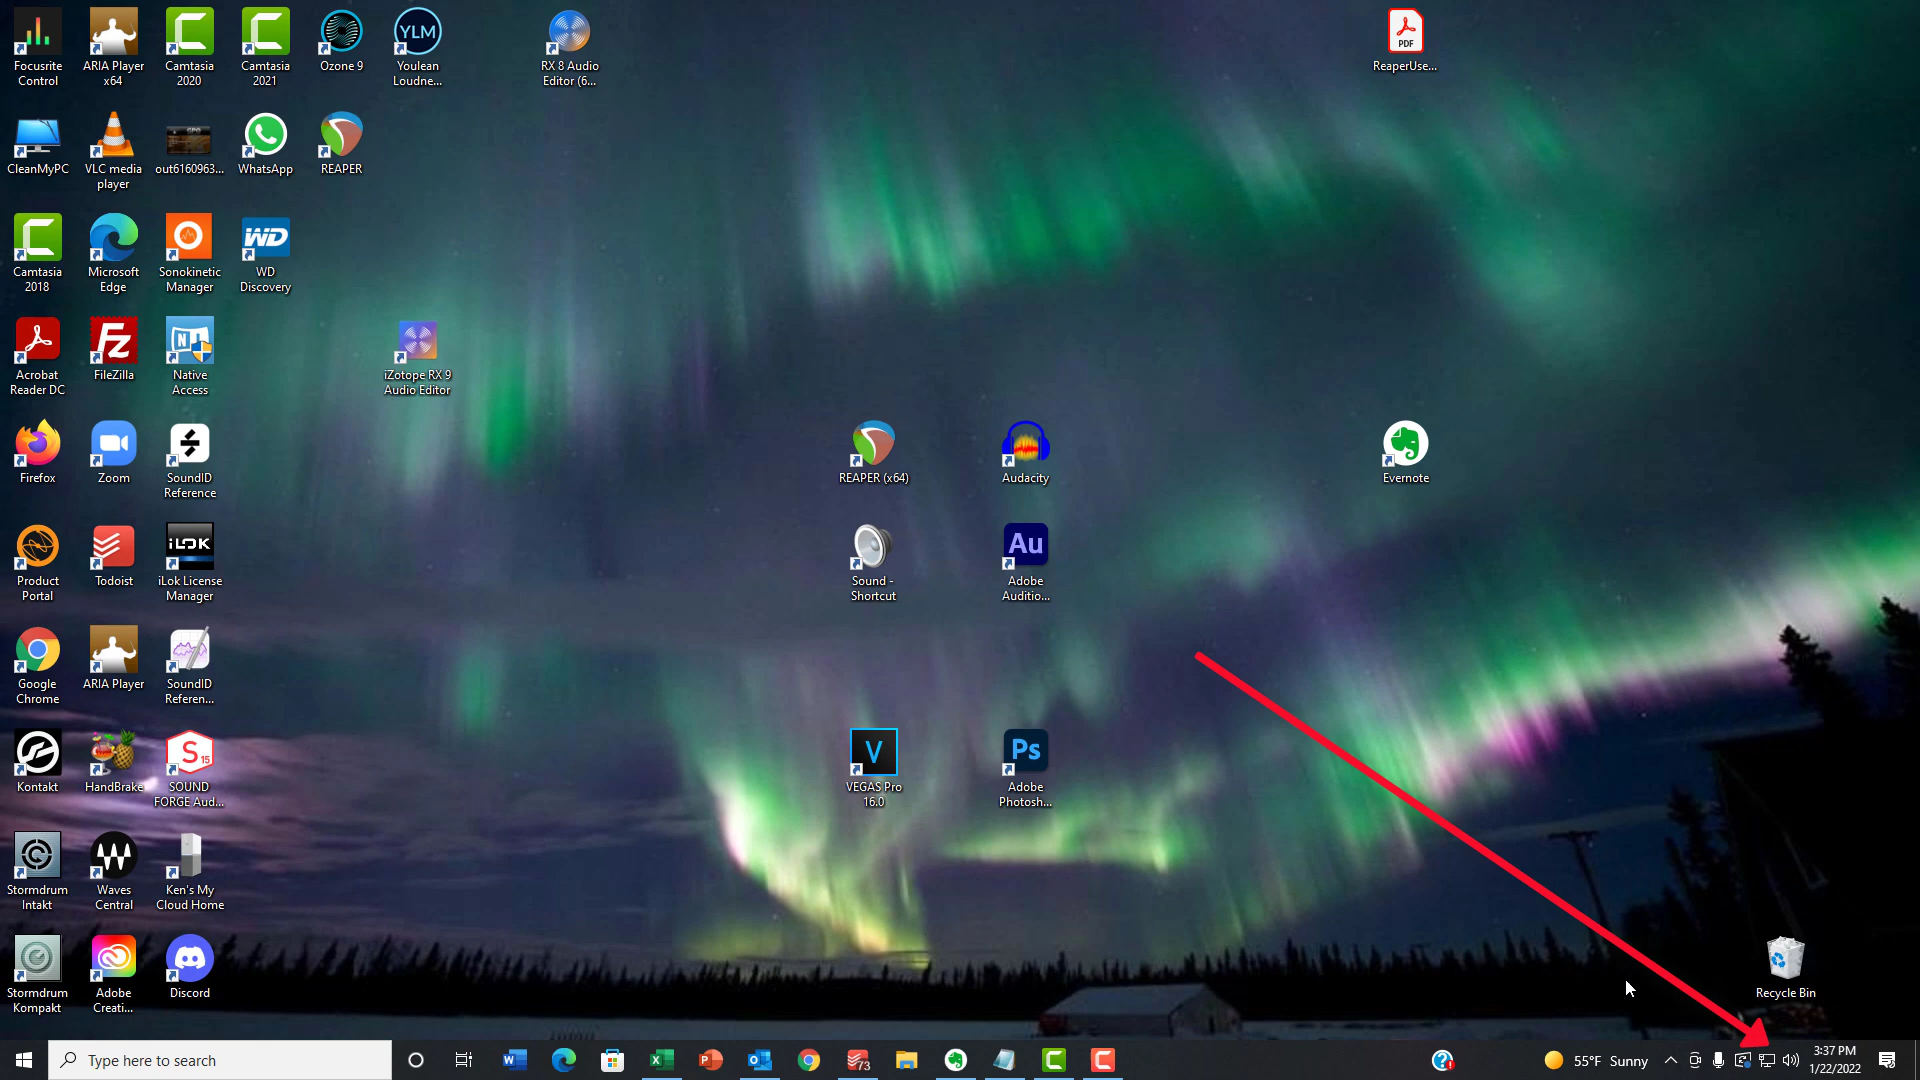 Focusrite
Control
ARIA Player
x64
Camtasia
2020
Camtasia
2021
Ozone 9
YLM
Youlean
Loudne...
RX 8 Audio
Editor (6...
PDF
ReaperUse...
CleanMyPC
VLC media
player
out6160963...
WhatsApp
REAPER
Camtasia
2018
Microsoft
Edge
Sonokinetic
Manager
WD
WD
Discovery
Acrobat
Reader DC
Fz
FileZilla
Native
Access
iZotope RX 9
Audio Editor
Firefox
Zoom
SoundID
Reference
REAPER (x64)
Audacity
Evernote
Product
Portal
Todoist
iLOK
iLok License
Manager
Sound -
Shortcut
Au
Adobe
Auditio...
Google
Chrome
ARIA Player
SoundID
Referen...
Kontakt
HandBrake
S 15
SOUND
FORGE Aud...
V
VEGAS Pro
16.0
Ps
Adobe
Photosh...
Stormdrum
Intakt
Waves
Central
Ken's My
Cloud Home
Stormdrum
Kompakt
Adobe
Creati...
Discord
Recycle Bin
Type here to search
73
55°F Sunny
3:37 PM
1/22/2022